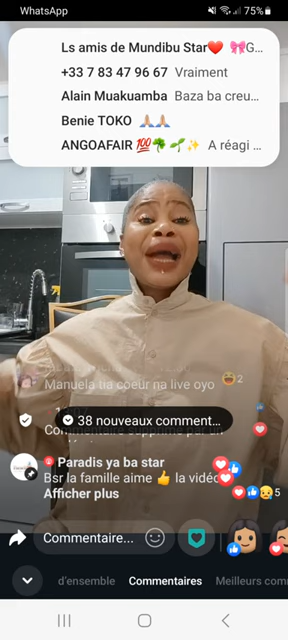 WhatsApp
75%
Ls amis de Mundibu Star❤️ 🎀G...
+33 7 83 47 96 67 Vraiment
Alain Muakuamba Baza ba creu...
Benie TOKO 🙏🏼🙏🏼
ANGOAFAIR 💯🍀🌱✨ A réagi ...
Manuela tia coeur na live oyo 😆2
38 nouveaux comment...
Commentaire supprimé par un
Paradis ya ba star
Bsr la famille aime 👍 la vidéo
Afficher plus
5
Commentaire...
d'ensemble Commentaires Meilleurs com